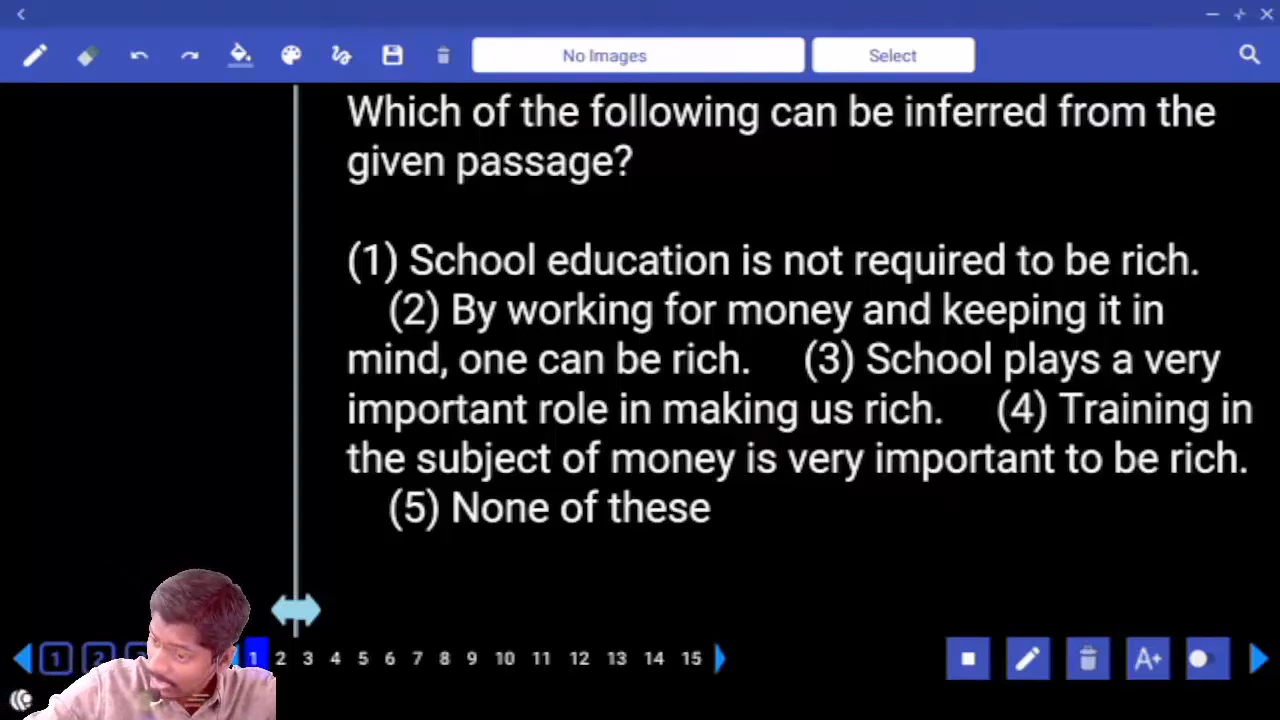 No Images
Select
Which of the following can be inferred from the
given passage?
(1) School education is not required to be rich.
(2) By working for money and keeping it in
mind, one can be rich. (3) School plays a very
important role in making us rich. (4) Training in
the subject of money is very important to be rich.
(5) None of these
1 2 1 2 3 4 5 6 7 8 9 10 11 12 13 14 15
A+